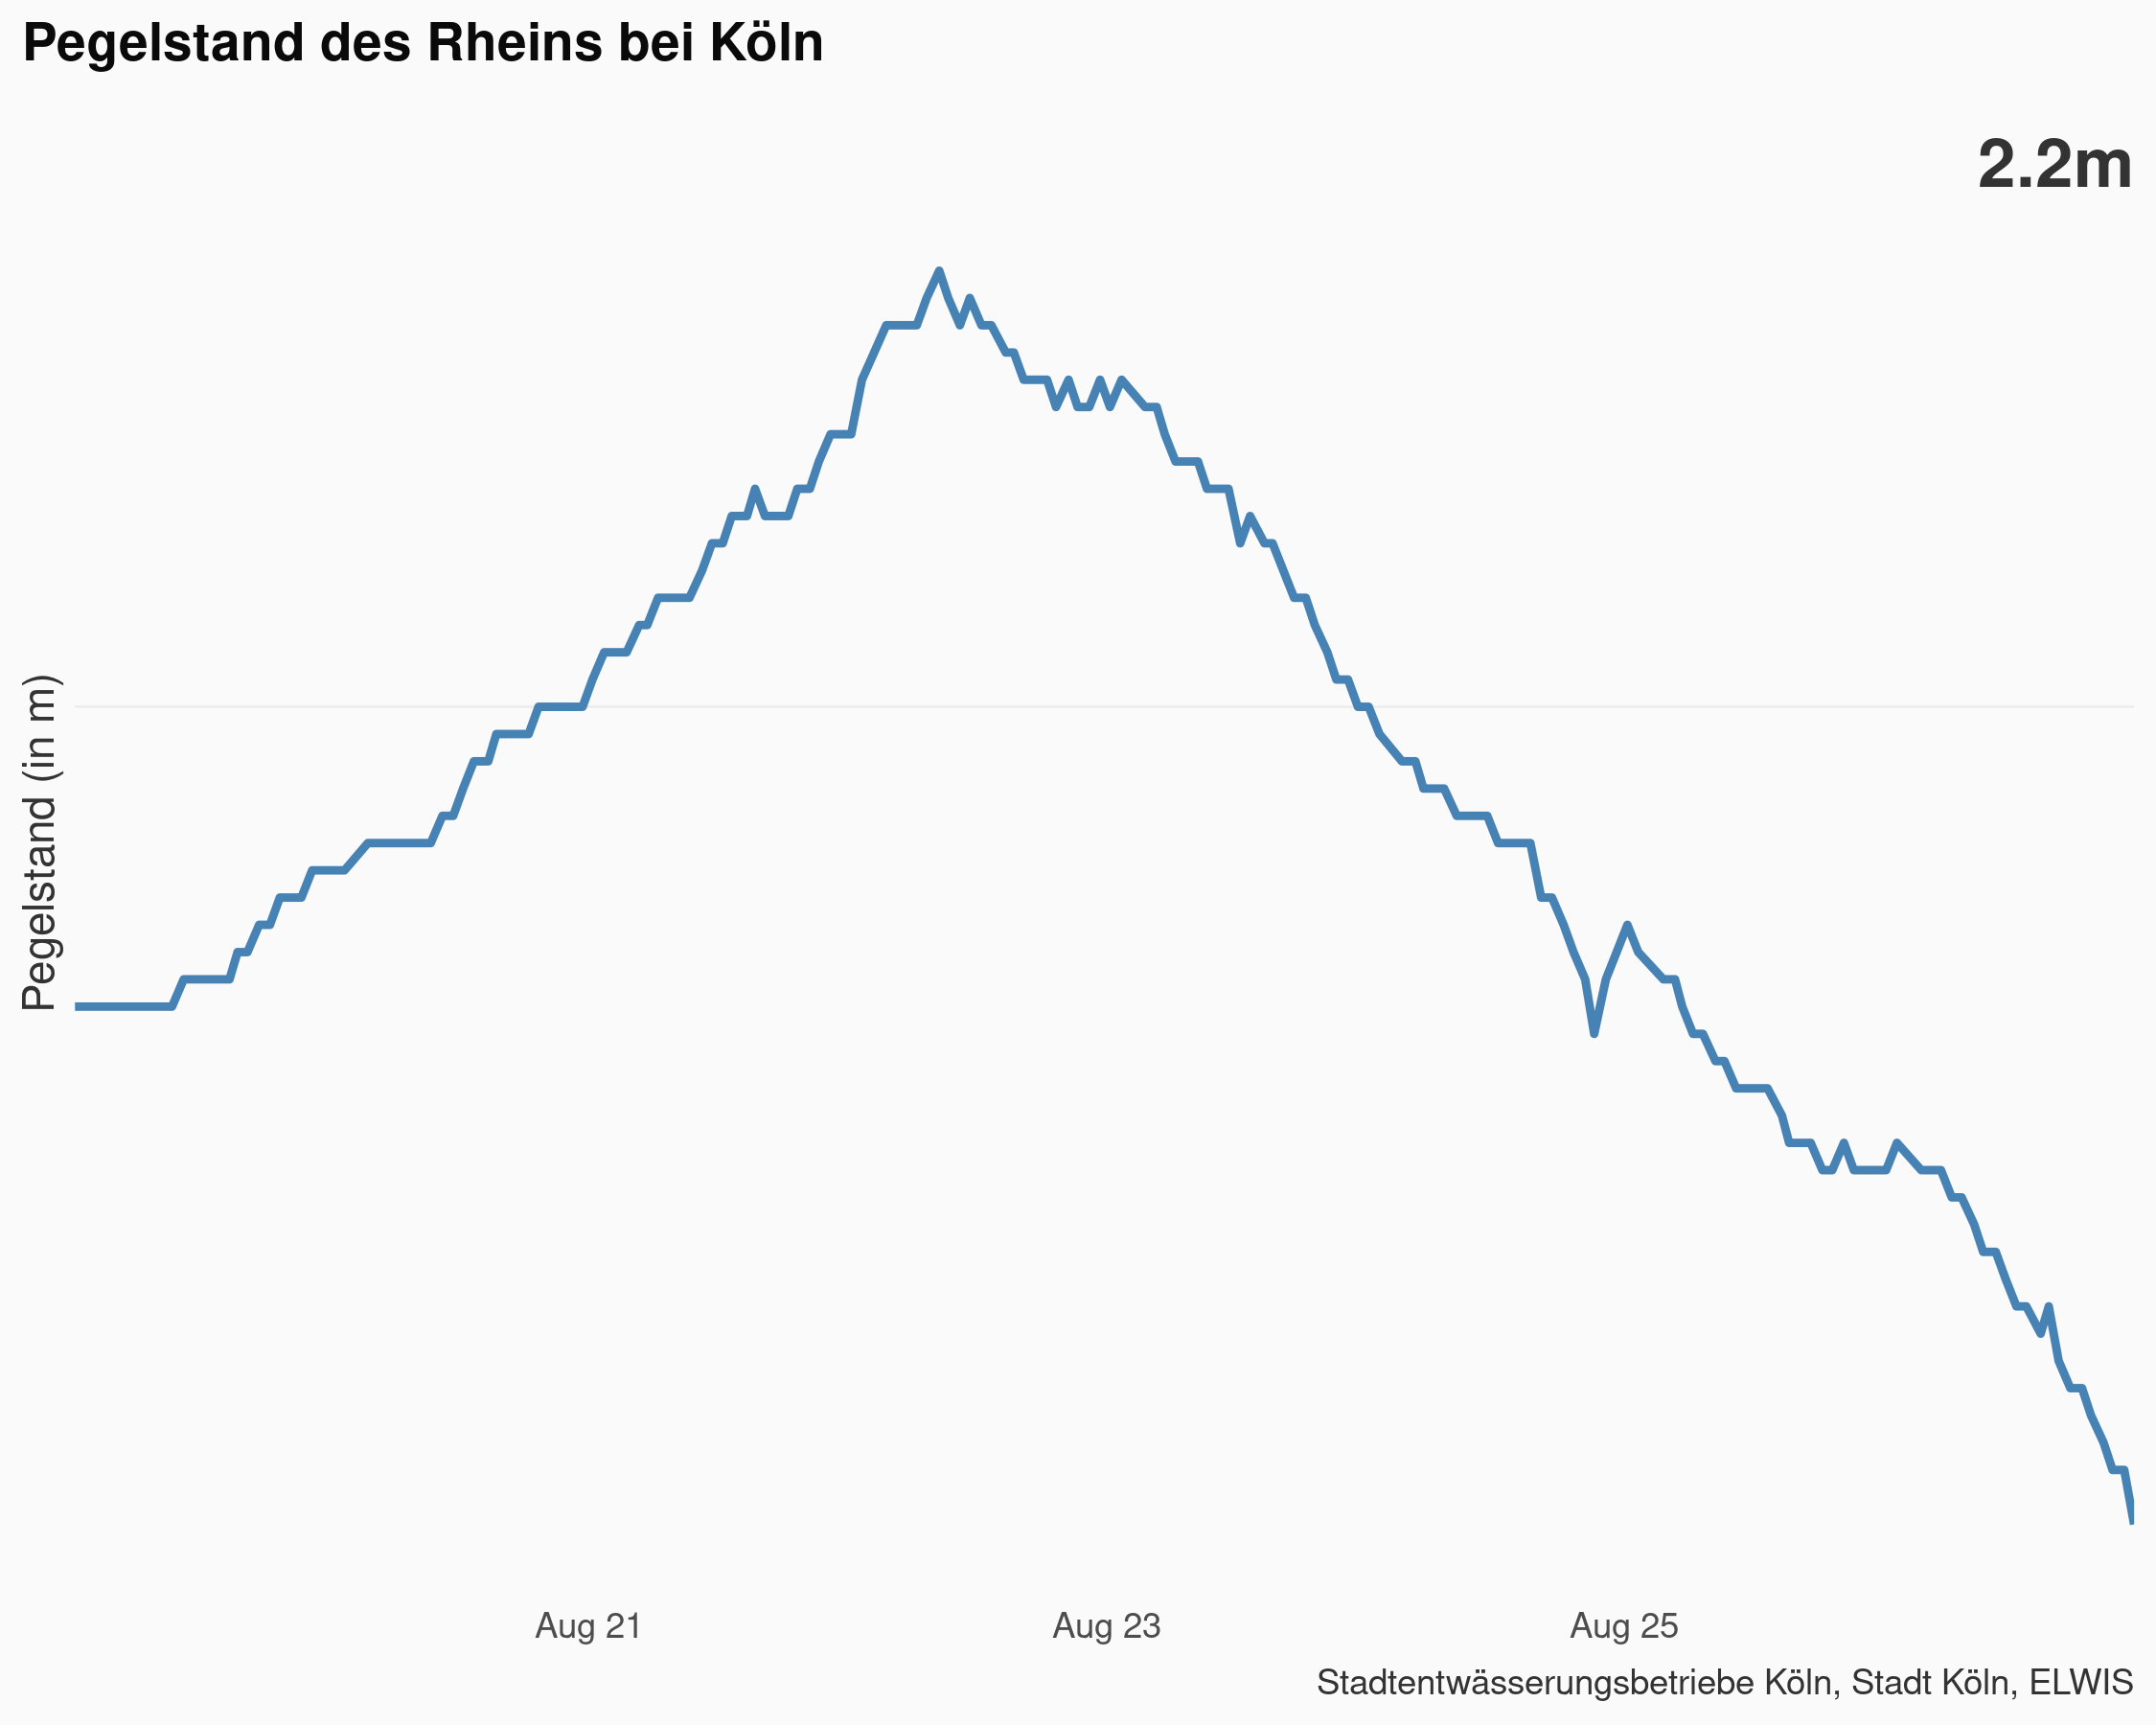 Pegelstand des Rheins bei Köln
2.2m
Pegelstand (in m)
Aug 21
Aug 23
Aug 25
Stadtentwässerungsbetriebe Köln, Stadt Köln, ELWIS